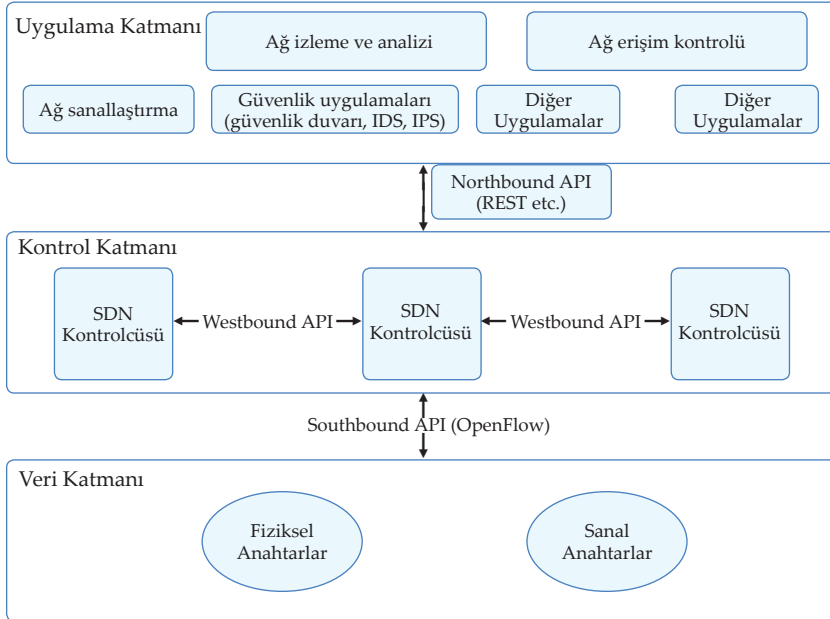 Uygulama Katmanı
Ağ izleme ve analizi
Ağ erişim kontrolü
Ağ sanallaştırma
Güvenlik uygulamaları
(güvenlik duvarı, IDS, IPS)
Diğer
Uygulamalar
Diğer
Uygulamalar
Northbound API
(REST etc.)
Kontrol Katmanı
SDN
Kontrolcüsü
Westbound API
SDN
Kontrolcüsü
Westbound API
SDN
Kontrolcüsü
Southbound API (OpenFlow)
Veri Katmanı
Fiziksel
Anahtarlar
Sanal
Anahtarlar